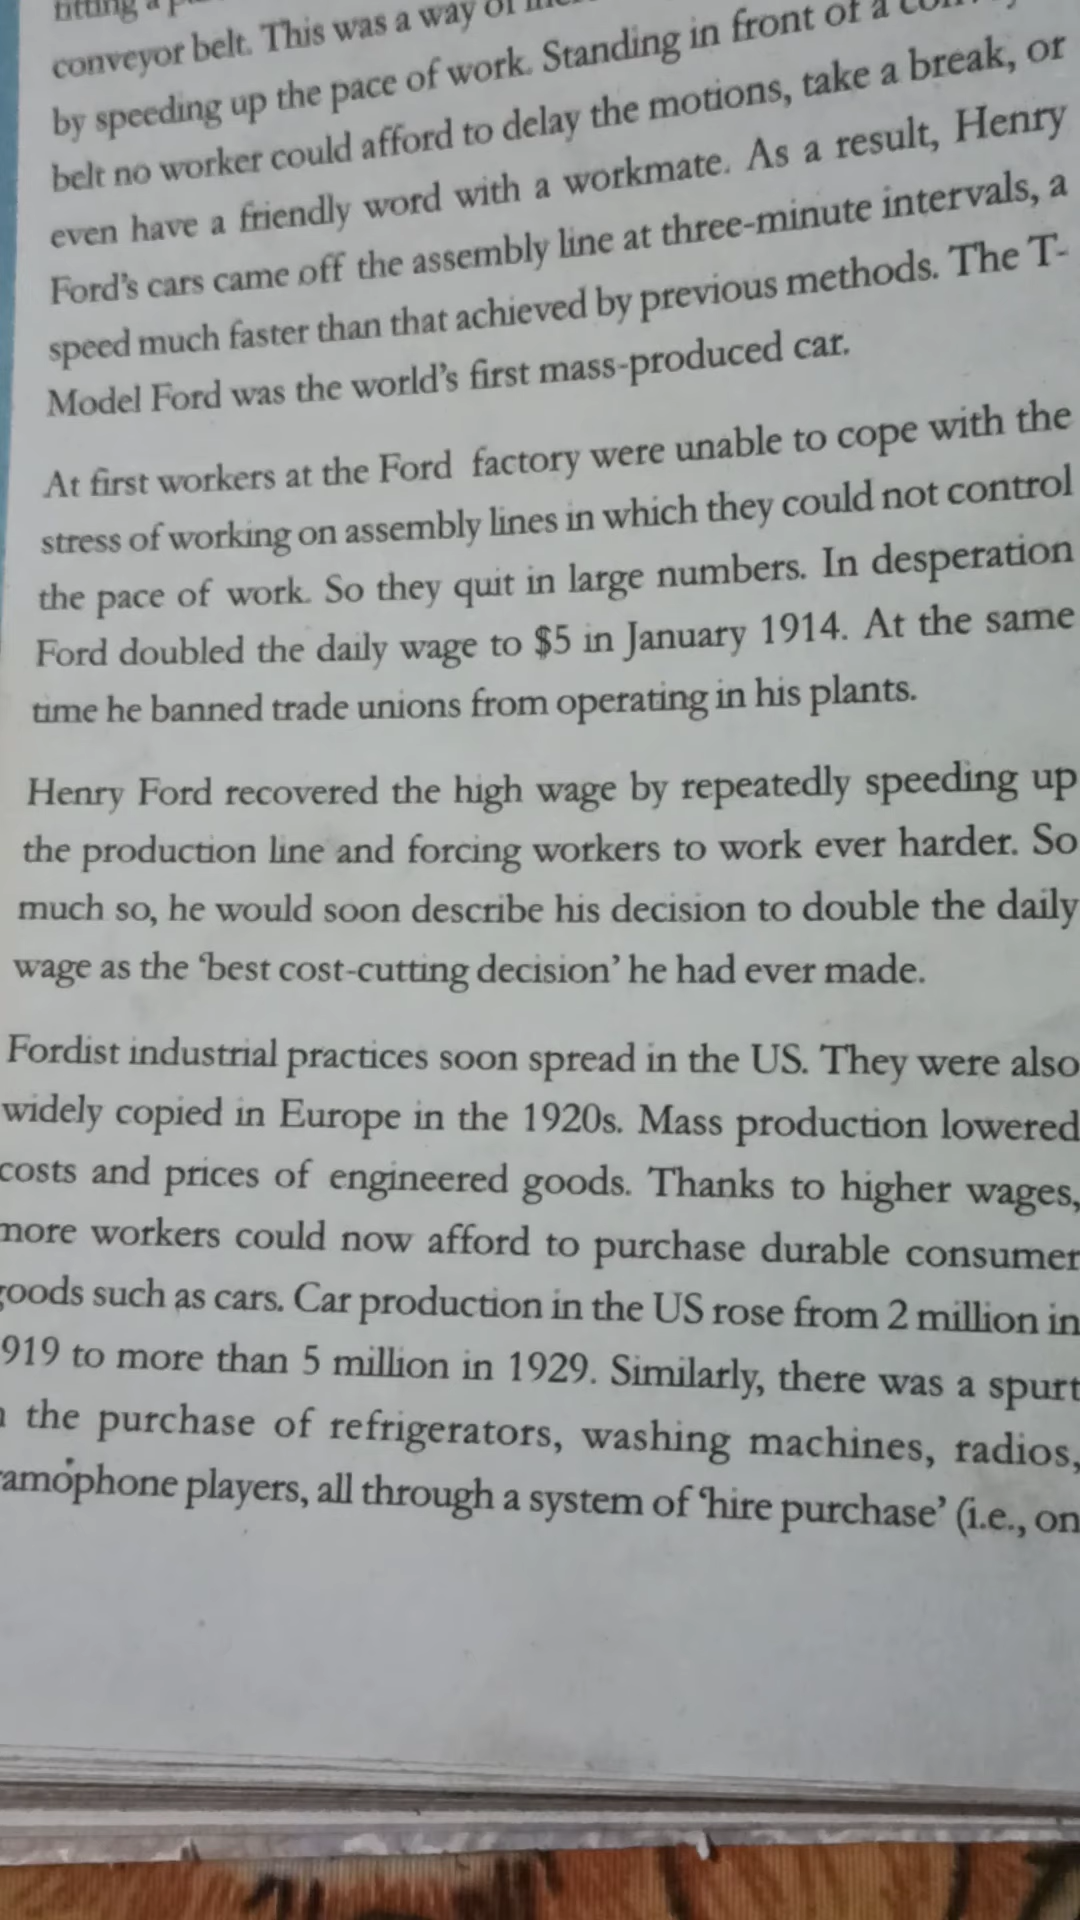 fitting a
conveyor belt. This was a way of
by speeding up the pace of work. Standing in front of a
belt no worker could afford to delay the motions, take a break, or
even have a friendly word with a workmate. As a result, Henry
Ford's cars came off the assembly line at three-minute intervals, a
speed much faster than that achieved by previous methods. The T-
Model Ford was the world's first mass-produced car.
At first workers at the Ford factory were unable to cope with the
stress of working on assembly lines in which they could not control
the pace of work. So they quit in large numbers. In desperation
Ford doubled the daily wage to $5 in January 1914. At the same
time he banned trade unions from operating in his plants.
Henry Ford recovered the high wage by repeatedly speeding up
the production line and forcing workers to work ever harder. So
much so, he would soon describe his decision to double the daily
wage as the 'best cost-cutting decision' he had ever made.
Fordist industrial practices soon spread in the US. They were also
widely copied in Europe in the 1920s. Mass production lowered
costs and prices of engineered goods. Thanks to higher wages,
more workers could now afford to purchase durable consumer
goods such as cars. Car production in the US rose from 2 million in
919 to more than 5 million in 1929. Similarly, there was a spurt
the purchase of refrigerators, washing machines, radios,
amophone players, all through a system of 'hire purchase' (i.e., on